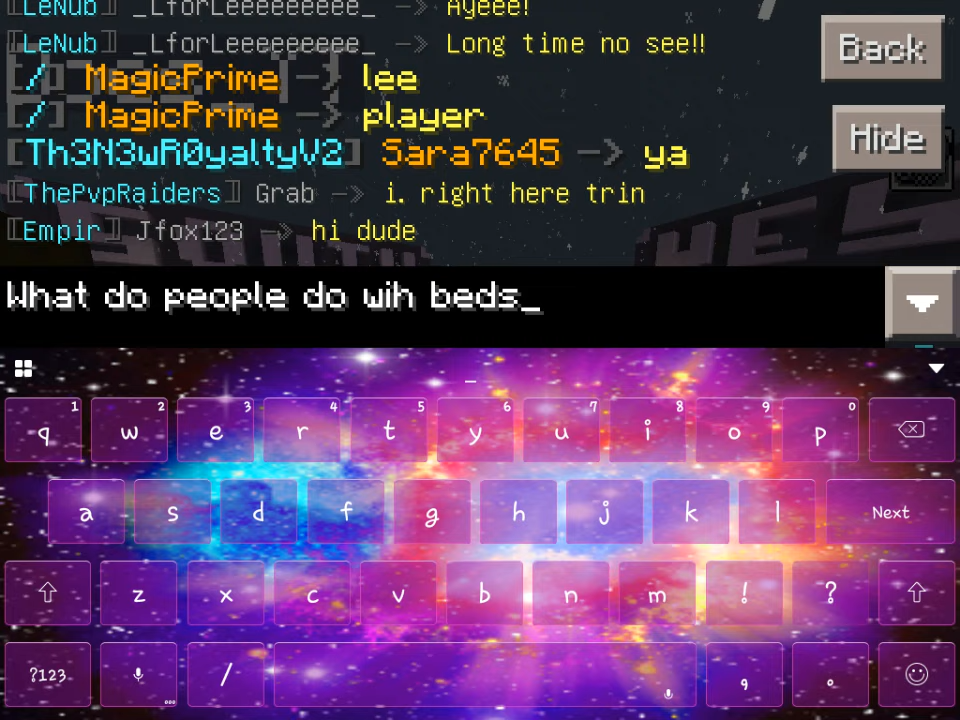 [LeNub] _LforLeeeeeeeee_ -> Ayeee!
[LeNub] _LforLeeeeeeeee_ -> Long time no see!!
[/] MagicPrime -> lee
[/] MagicPrime -> player
[Th3N3wR0yaltyV2] Sara7645 -> ya
[ThePvpRaiders] Grab -> i. right here trin
[Empir] Jfox123 -> hi dude
Back
Hide
What do people do wih beds_
1 2 3 4 5 6 7 8 9 0
q w e r t y u i o p
a s d f g h j k l Next
z x c v b n m ! ?
?123 / , .